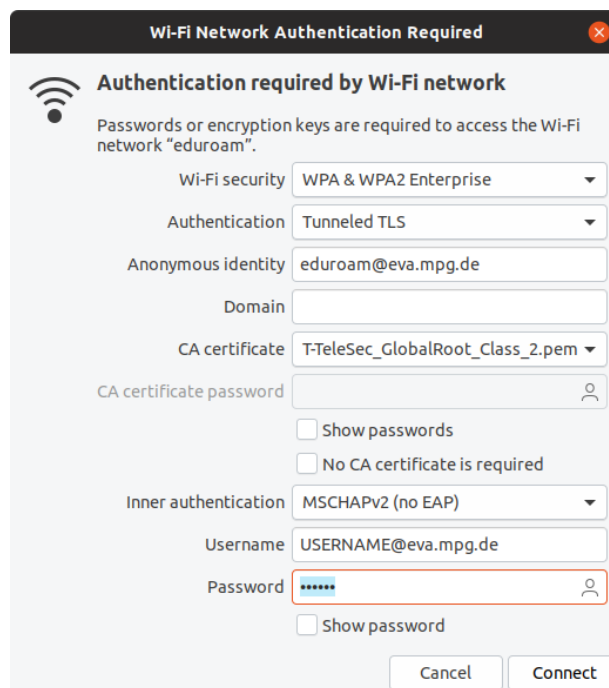 Wi-Fi Network Authentication Required
Authentication required by Wi-Fi network
Passwords or encryption keys are required to access the Wi-Fi
network “eduroam”.
Wi-Fi security WPA & WPA2 Enterprise
Authentication Tunneled TLS
Anonymous identity eduroam@eva.mpg.de
Domain
CA certificate T-TeleSec_GlobalRoot_Class_2.pem
CA certificate password
Show passwords
No CA certificate is required
Inner authentication MSCHAPv2 (no EAP)
Username USERNAME@eva.mpg.de
Password ••••••
Show password
Cancel Connect